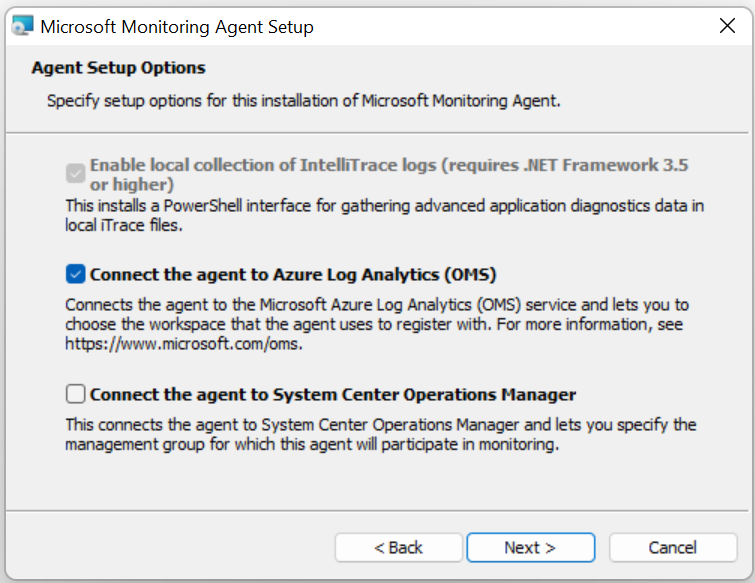 Microsoft Monitoring Agent Setup
Agent Setup Options
Specify setup options for this installation of Microsoft Monitoring Agent.
Enable local collection of IntelliTrace logs (requires .NET Framework 3.5
or higher)
This installs a PowerShell interface for gathering advanced application diagnostics data in
local iTrace files.
Connect the agent to Azure Log Analytics (OMS)
Connects the agent to the Microsoft Azure Log Analytics (OMS) service and lets you to
choose the workspace that the agent uses to register with. For more information, see
https://www.microsoft.com/oms.
Connect the agent to System Center Operations Manager
This connects the agent to System Center Operations Manager and lets you specify the
management group for which this agent will participate in monitoring.
< Back Next > Cancel